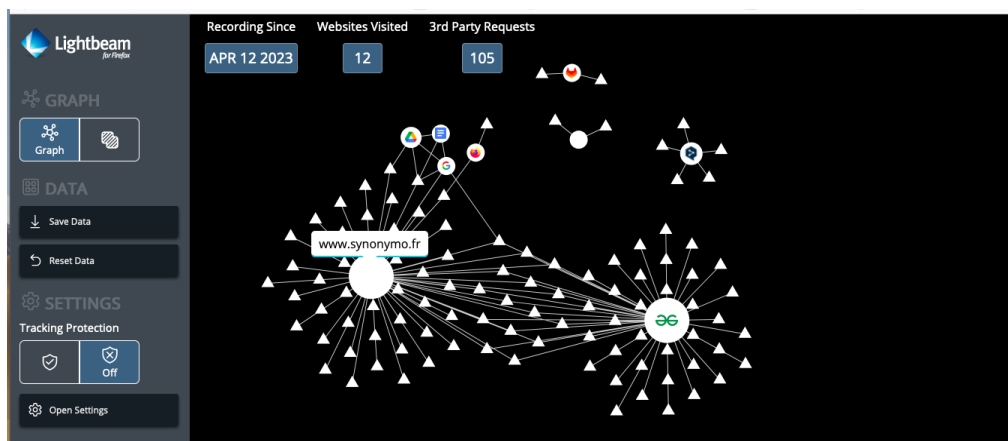 Lightbeam
for Firefox
Recording Since
Websites Visited
3rd Party Requests
APR 12 2023
12
105
GRAPH
Graph
DATA
Save Data
Reset Data
SETTINGS
Tracking Protection
Off
Open Settings
www.synonymo.fr